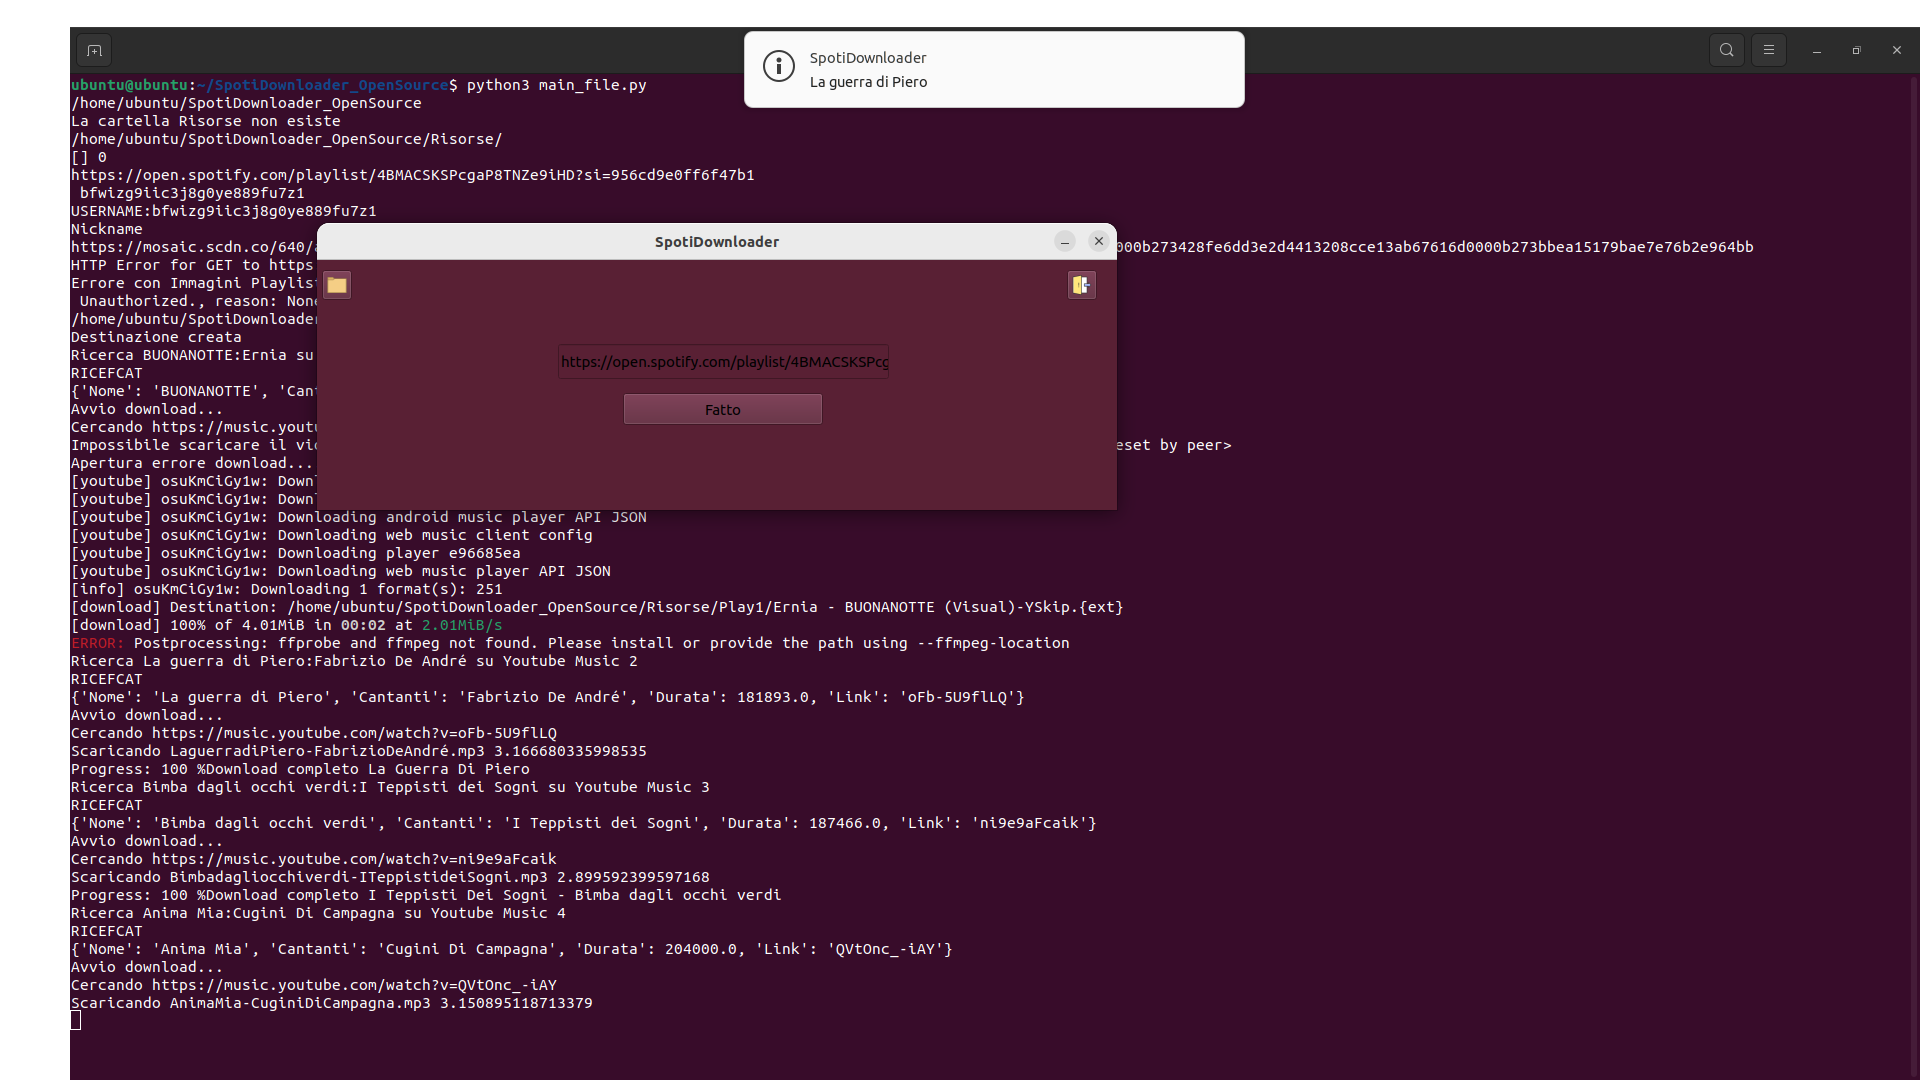 SpotiDownloader
La guerra di Piero
ubuntu@ubuntu:~/SpotiDownloader_OpenSource$ python3 main_file.py
/home/ubuntu/SpotiDownloader_OpenSource
La cartella Risorse non esiste
/home/ubuntu/SpotiDownloader_OpenSource/Risorse/
[] 0
https://open.spotify.com/playlist/4BMACSKSPcgaP8TNZe9iHD?si=956cd9e0ff6f47b1
bfwizg9iic3j8g0ye889fu7z1
USERNAME:bfwizg9iic3j8g0ye889fu7z1
Nickname
https://mosaic.scdn.co/640/ 000b273428fe6dd3e2d4413208cce13ab67616d0000b273bbea15179bae7e76b2e964bb
HTTP Error for GET to https
Errore con Immagini Playlis
Unauthorized., reason: None
/home/ubuntu/SpotiDownloader
Destinazione creata
Ricerca BUONANOTTE:Ernia su
RICEFCAT
{'Nome': 'BUONANOTTE', 'Cant
Avvio download...
Cercando https://music.yout
Impossibile scaricare il vi eset by peer>
Apertura errore download...
[youtube] osuKmCiGy1w: Down
[youtube] osuKmCiGy1w: Down
SpotiDownloader
https://open.spotify.com/playlist/4BMACSKSPcg
Fatto
[youtube] osuKmCiGy1w: Downloading android music player API JSON
[youtube] osuKmCiGy1w: Downloading web music client config
[youtube] osuKmCiGy1w: Downloading player e96685ea
[youtube] osuKmCiGy1w: Downloading web music player API JSON
[info] osuKmCiGy1w: Downloading 1 format(s): 251
[download] Destination: /home/ubuntu/SpotiDownloader_OpenSource/Risorse/Play1/Ernia - BUONANOTTE (Visual)-YSkip.{ext}
[download] 100% of 4.01MiB in 00:02 at 2.01MiB/s
ERROR: Postprocessing: ffprobe and ffmpeg not found. Please install or provide the path using --ffmpeg-location
Ricerca La guerra di Piero:Fabrizio De André su Youtube Music 2
RICEFCAT
{'Nome': 'La guerra di Piero', 'Cantanti': 'Fabrizio De André', 'Durata': 181893.0, 'Link': 'oFb-5U9flLQ'}
Avvio download...
Cercando https://music.youtube.com/watch?v=oFb-5U9flLQ
Scaricando LaguerradiPiero-FabrizioDeAndré.mp3 3.166680335998535
Progress: 100 %Download completo La Guerra Di Piero
Ricerca Bimba dagli occhi verdi:I Teppisti dei Sogni su Youtube Music 3
RICEFCAT
{'Nome': 'Bimba dagli occhi verdi', 'Cantanti': 'I Teppisti dei Sogni', 'Durata': 187466.0, 'Link': 'ni9e9aFcaik'}
Avvio download...
Cercando https://music.youtube.com/watch?v=ni9e9aFcaik
Scaricando Bimbadagliocchiverdi-ITeppistideiSogni.mp3 2.899592399597168
Progress: 100 %Download completo I Teppisti Dei Sogni - Bimba dagli occhi verdi
Ricerca Anima Mia:Cugini Di Campagna su Youtube Music 4
RICEFCAT
{'Nome': 'Anima Mia', 'Cantanti': 'Cugini Di Campagna', 'Durata': 204000.0, 'Link': 'QVtOnc_-iAY'}
Avvio download...
Cercando https://music.youtube.com/watch?v=QVtOnc_-iAY
Scaricando AnimaMia-CuginiDiCampagna.mp3 3.150895118713379